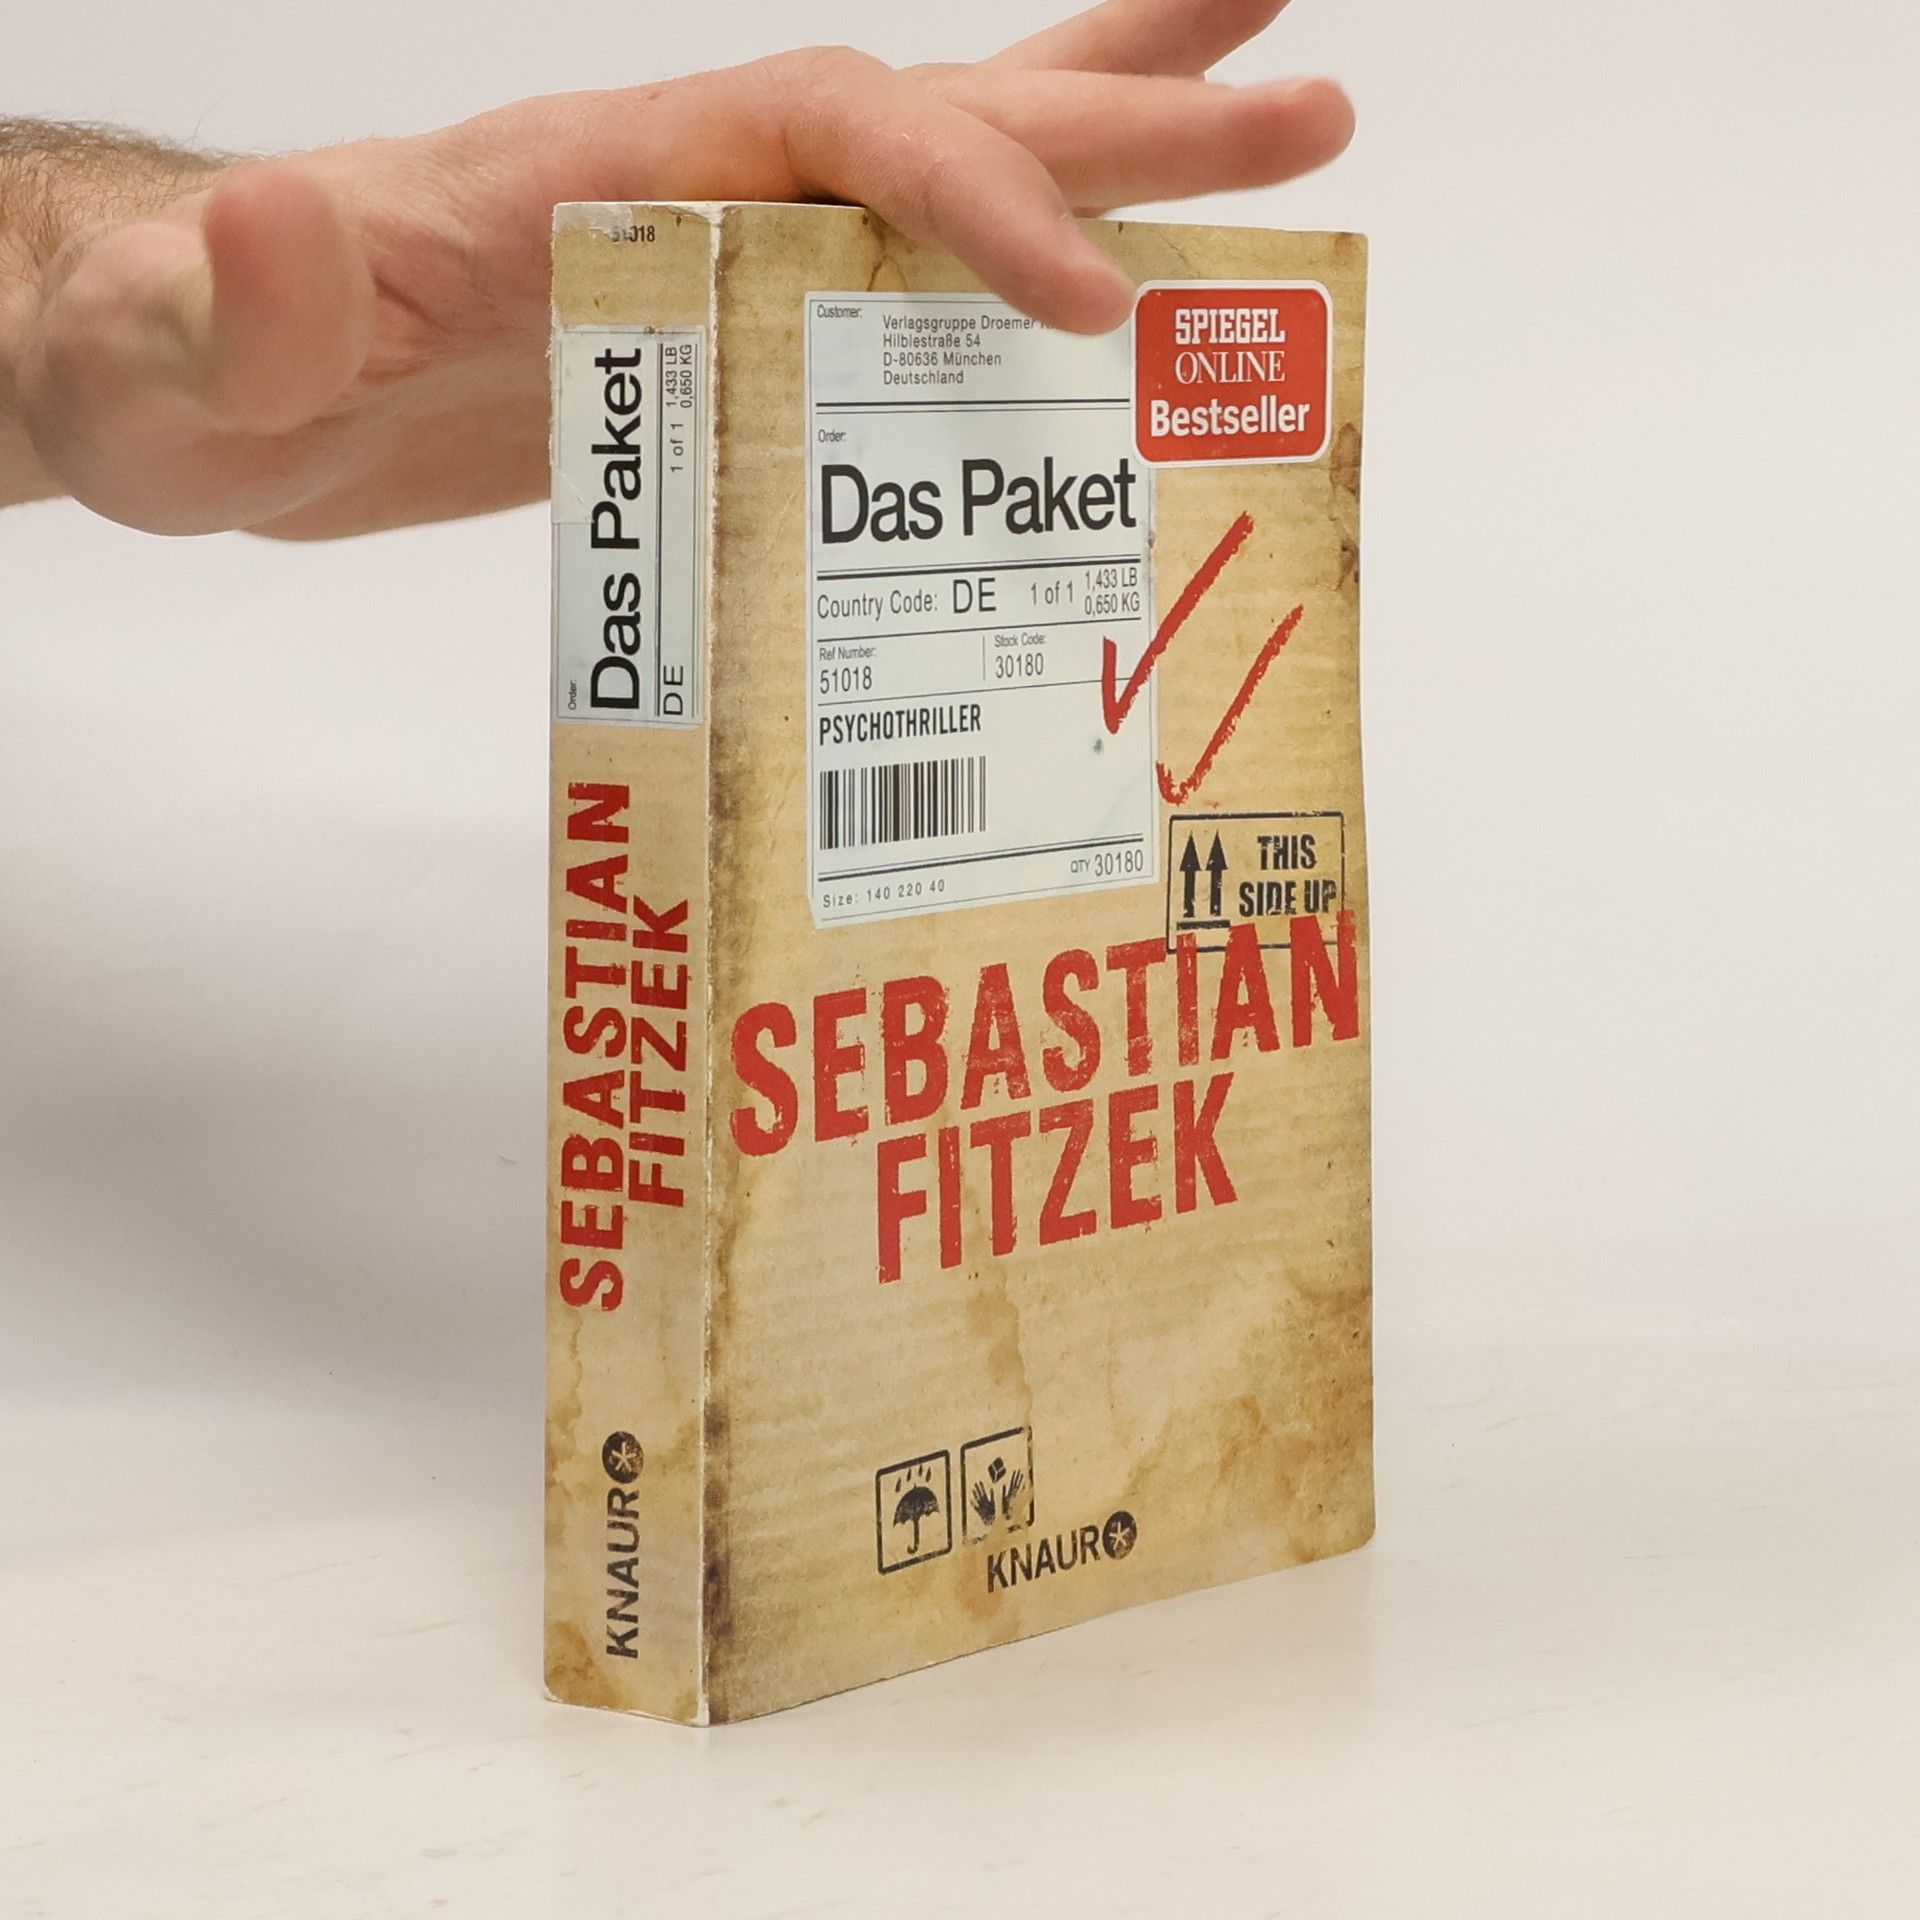 51018
Order:
Das Paket
DE
1 of 1
1,433 LB
0,650 KG
SEBASTIAN
FITZEK
KNAUR
Customer:
Verlagsgruppe Droemer
Hilblestraße 54
D-80636 München
Deutschland
SPIEGEL
ONLINE
Bestseller
Order:
Das Paket
Country Code: DE 1 of 1 1,433 LB
0,650 KG
Ref Number:
51018
Stock Code:
30180
PSYCHOTHRILLER
QTY 30180
Size: 140 220 40
THIS
SIDE UP
SEBASTIAN
FITZEK
KNAUR